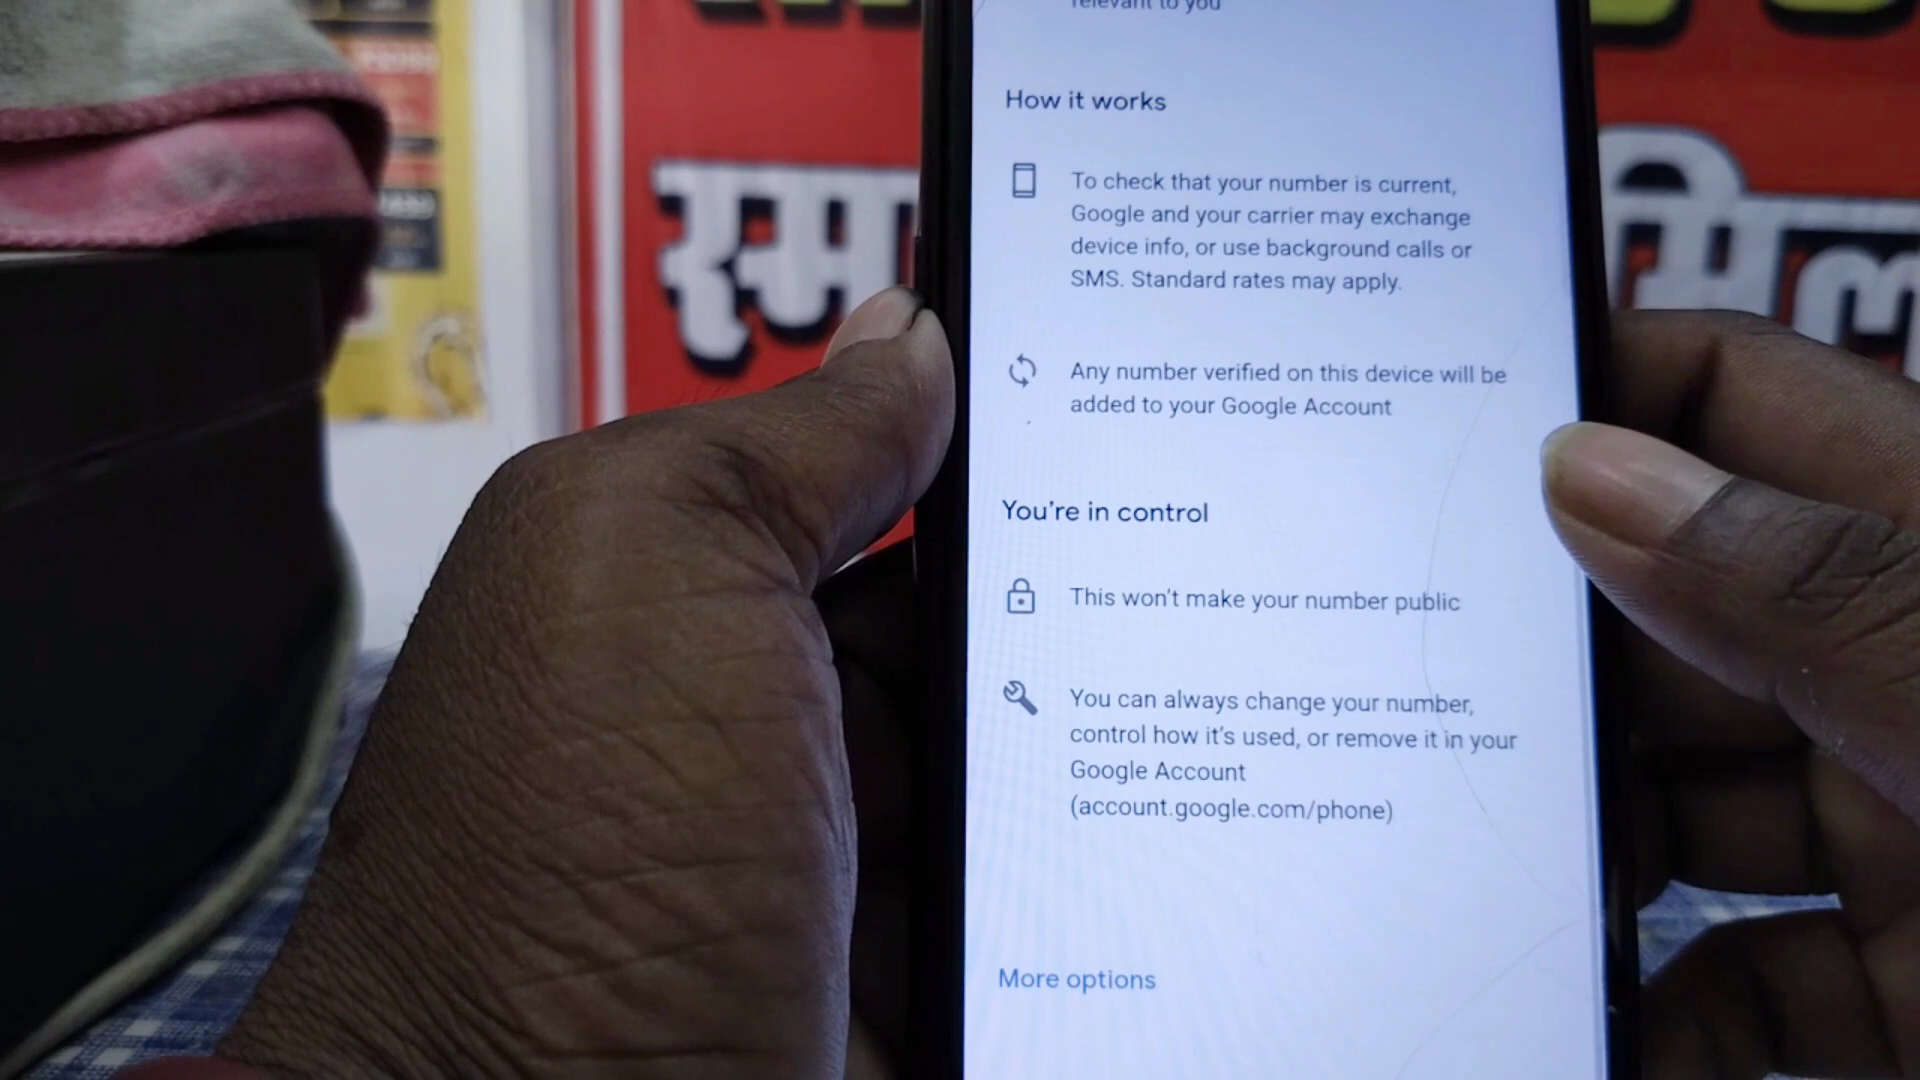 relevant to you
How it works
To check that your number is current,
Google and your carrier may exchange
device info, or use background calls or
SMS. Standard rates may apply.
Any number verified on this device will be
added to your Google Account
You're in control
This won't make your number public
You can always change your number,
control how it's used, or remove it in your
Google Account
(account.google.com/phone)
More options